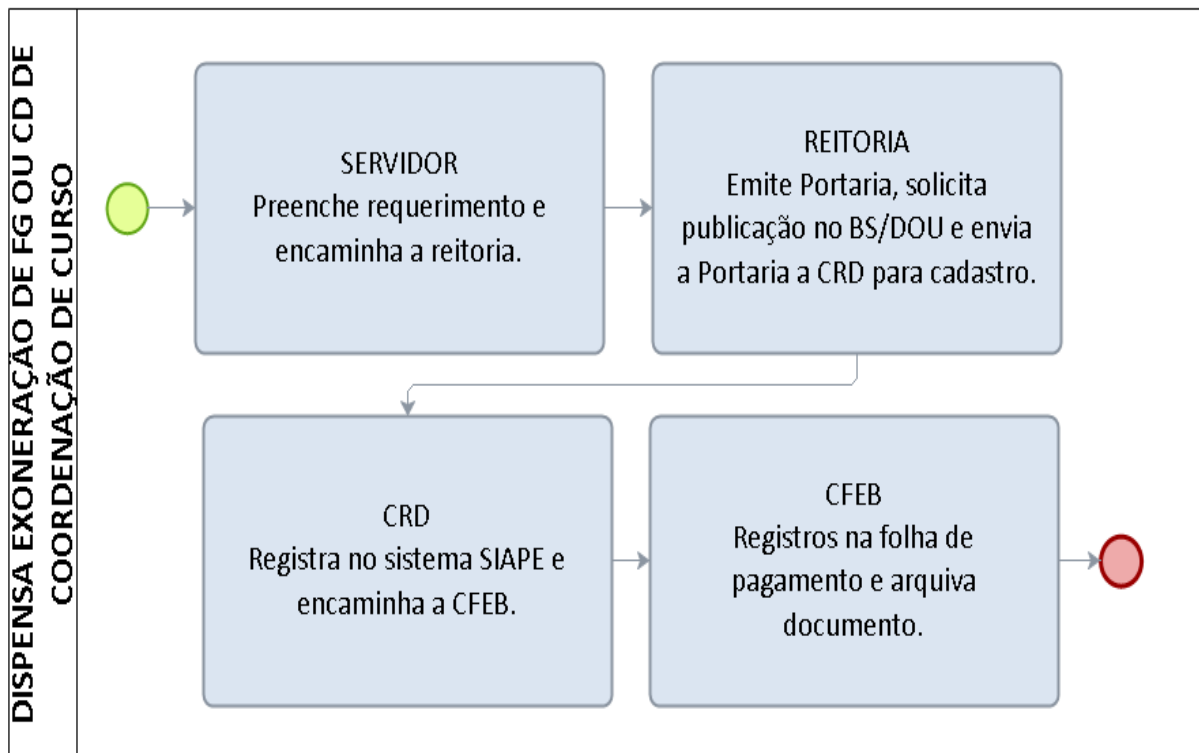 DISPENSA EXONERAÇÃO DE FG OU CD DE
COORDENAÇÃO DE CURSO
SERVIDOR
Preenche requerimento e
encaminha a reitoria.
REITORIA
Emite Portaria, solicita
publicação no BS/DOU e envia
a Portaria a CRD para cadastro.
CRD
Registra no sistema SIAPE e
encaminha a CFEB.
CFEB
Registros na folha de
pagamento e arquiva
documento.